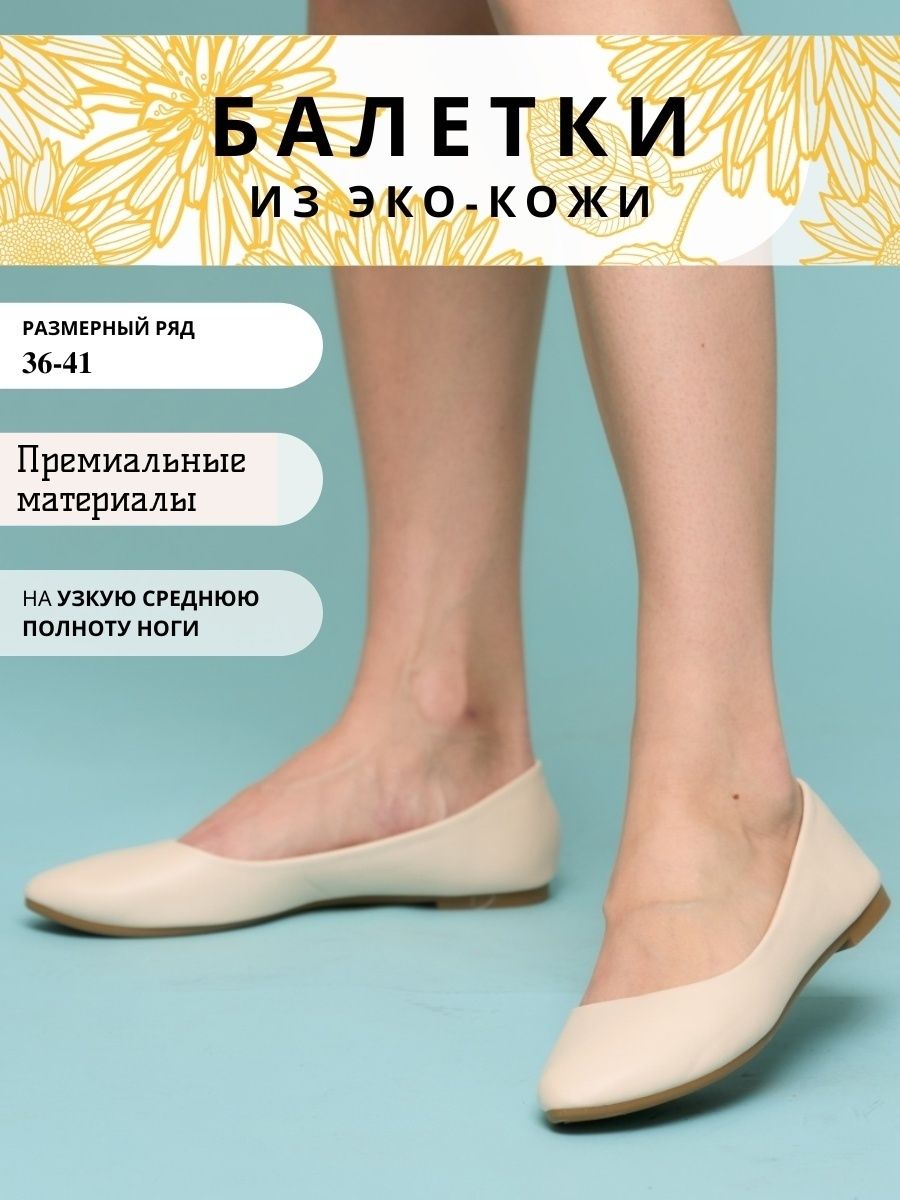 БАЛЕТКИ
ИЗ ЭКО-КОЖИ
РАЗМЕРНЫЙ РЯД
36-41
Премиальные
материалы
НА УЗКУЮ СРЕДНЮЮ
ПОЛНОТУ НОГИ